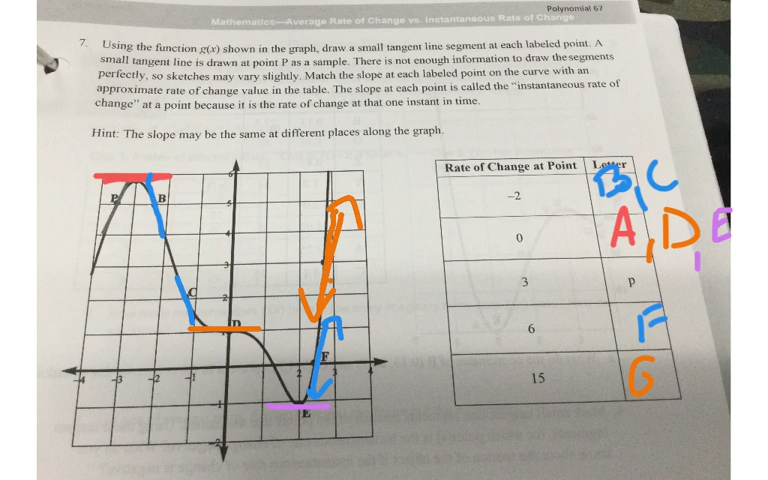 Polynomial 67
Mathematics—Average Rate of Change vs. Instantaneous Rate of Change
7. Using the function g(x) shown in the graph, draw a small tangent line segment at each labeled point. A
small tangent line is drawn at point P as a sample. There is not enough information to draw the segments
perfectly, so sketches may vary slightly. Match the slope at each labeled point on the curve with an
approximate rate of change value in the table. The slope at each point is called the “instantaneous rate of
change” at a point because it is the rate of change at that one instant in time.
Hint: The slope may be the same at different places along the graph.
Rate of Change at Point Letter
-2 B, C
0 A, D, E
3 P
6 F
15 G
6
P B
5
4
3
C
2
D
F
-4 -3 -2 -1 2 3 4
-1
E
-2